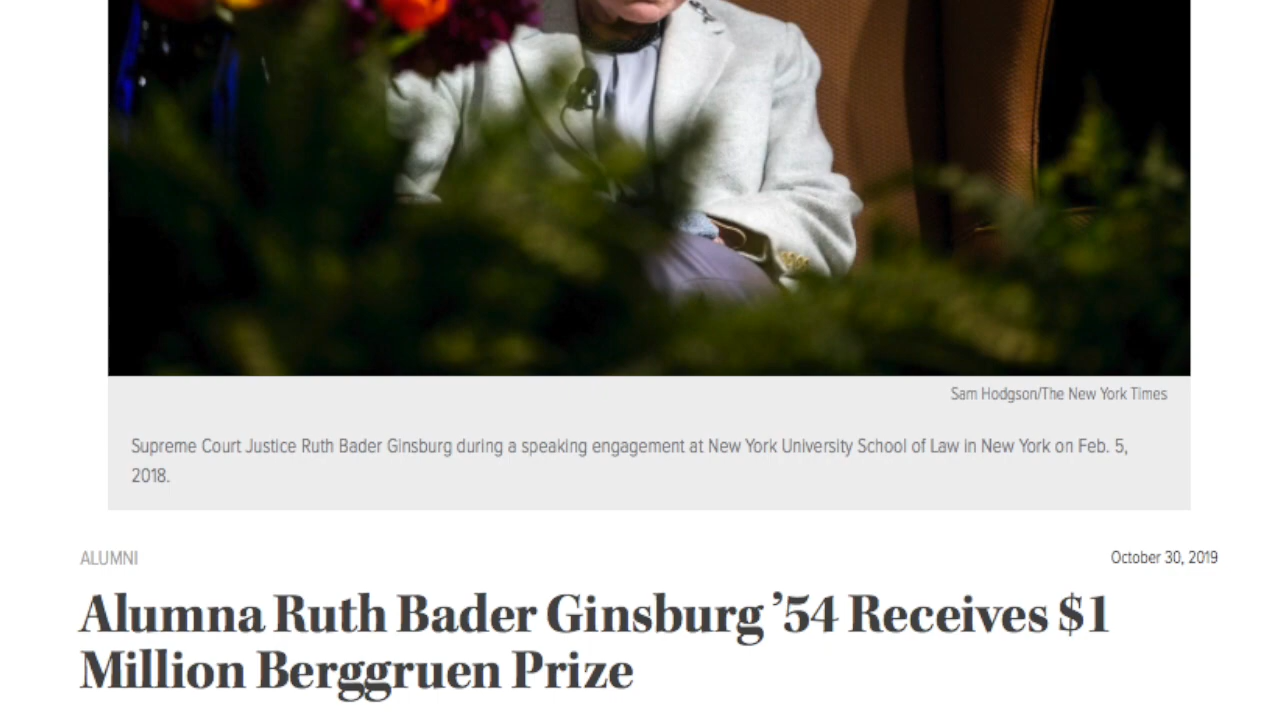 Sam Hodgson/The New York Times
Supreme Court Justice Ruth Bader Ginsburg during a speaking engagement at New York University School of Law in New York on Feb. 5,
2018.
ALUMNI
October 30, 2019
Alumna Ruth Bader Ginsburg ’54 Receives $1
Million Berggruen Prize